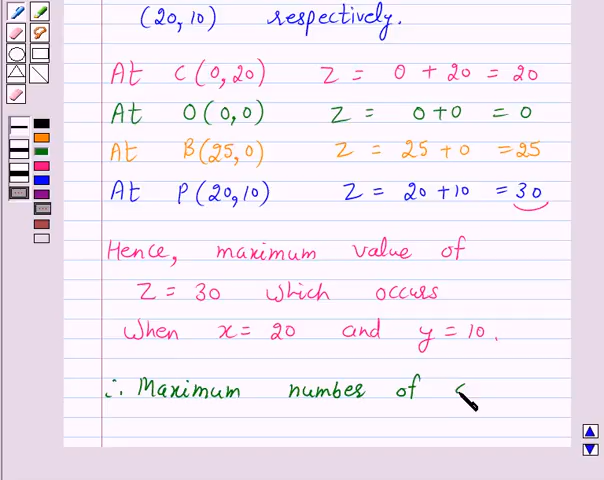 (20,10) respectively.
At C(0,20) Z = 0 + 20 = 20
At O(0,0) Z = 0+0 = 0
At B(25,0) Z = 25 + 0 = 25
At P(20,10) Z = 20 + 10 = 30
Hence, maximum value of
Z = 30 which occurs
when x = 20 and y = 10.
∴ Maximum number of